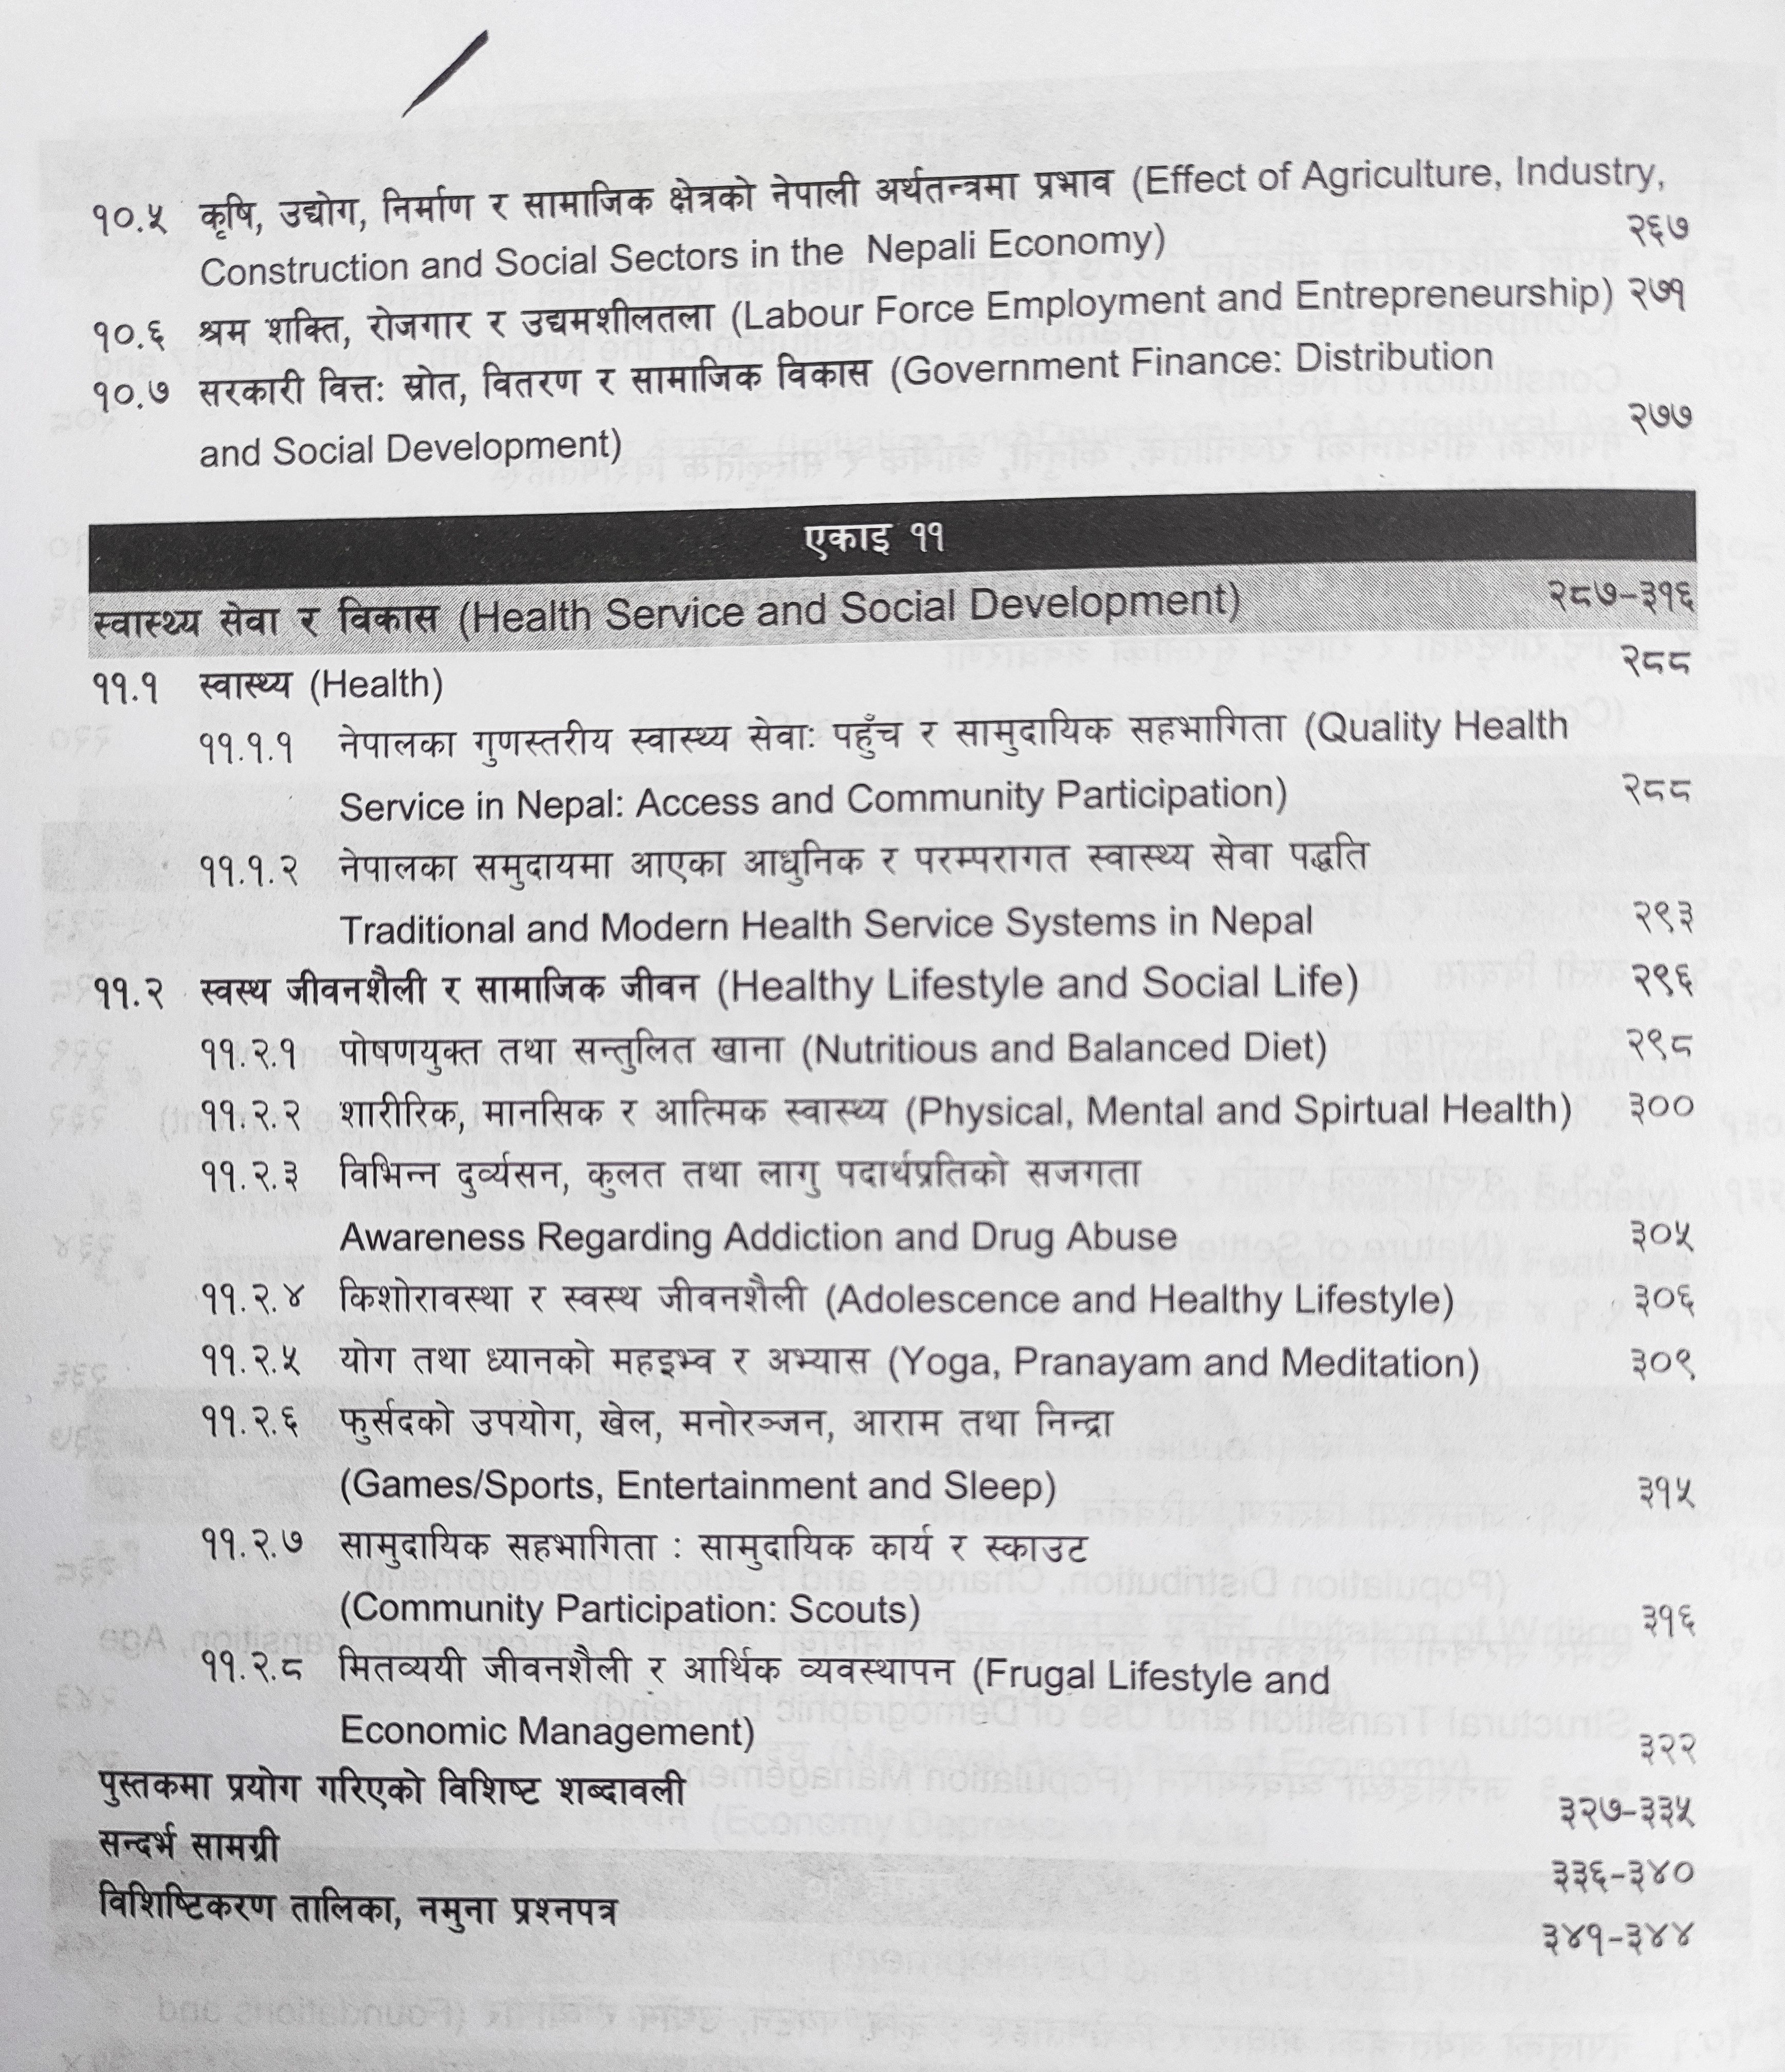 १०.५ कृषि, उद्योग, निर्माण र सामाजिक क्षेत्रको नेपाली अर्थतन्त्रमा प्रभाव (Effect of Agriculture, Industry,
Construction and Social Sectors in the Nepali Economy) २६७
१०.६ श्रम शक्ति, रोजगार र उद्यमशीलतला (Labour Force Employment and Entrepreneurship) २७१
१०.७ सरकारी वित्तः स्रोत, वितरण र सामाजिक विकास (Government Finance: Distribution
and Social Development) २७७
एकाइ ११
स्वास्थ्य सेवा र विकास (Health Service and Social Development) २८७-३१६
११.१ स्वास्थ्य (Health) २८८
११.१.१ नेपालका गुणस्तरीय स्वास्थ्य सेवाः पहुँच र सामुदायिक सहभागिता (Quality Health
Service in Nepal: Access and Community Participation) २८८
११.१.२ नेपालका समुदायमा आएका आधुनिक र परम्परागत स्वास्थ्य सेवा पद्धति
Traditional and Modern Health Service Systems in Nepal २९३
११.२ स्वस्थ जीवनशैली र सामाजिक जीवन (Healthy Lifestyle and Social Life) २९६
११.२.१ पोषणयुक्त तथा सन्तुलित खाना (Nutritious and Balanced Diet) २९८
११.२.२ शारीरिक, मानसिक र आत्मिक स्वास्थ्य (Physical, Mental and Spirtual Health) ३००
११.२.३ विभिन्न दुर्व्यसन, कुलत तथा लागु पदार्थप्रतिको सजगता
Awareness Regarding Addiction and Drug Abuse ३०५
११.२.४ किशोरावस्था र स्वस्थ जीवनशैली (Adolescence and Healthy Lifestyle) ३०६
११.२.५ योग तथा ध्यानको महइभ्व र अभ्यास (Yoga, Pranayam and Meditation) ३०९
११.२.६ फुर्सदको उपयोग, खेल, मनोरञ्जन, आराम तथा निन्द्रा
(Games/Sports, Entertainment and Sleep) ३१५
११.२.७ सामुदायिक सहभागिता : सामुदायिक कार्य र स्काउट
(Community Participation: Scouts) ३१६
११.२.८ मितव्ययी जीवनशैली र आर्थिक व्यवस्थापन (Frugal Lifestyle and
Economic Management) ३२२
पुस्तकमा प्रयोग गरिएको विशिष्ट शब्दावली ३२७-३३५
सन्दर्भ सामग्री ३३६-३४०
विशिष्टिकरण तालिका, नमुना प्रश्नपत्र ३४१-३४४